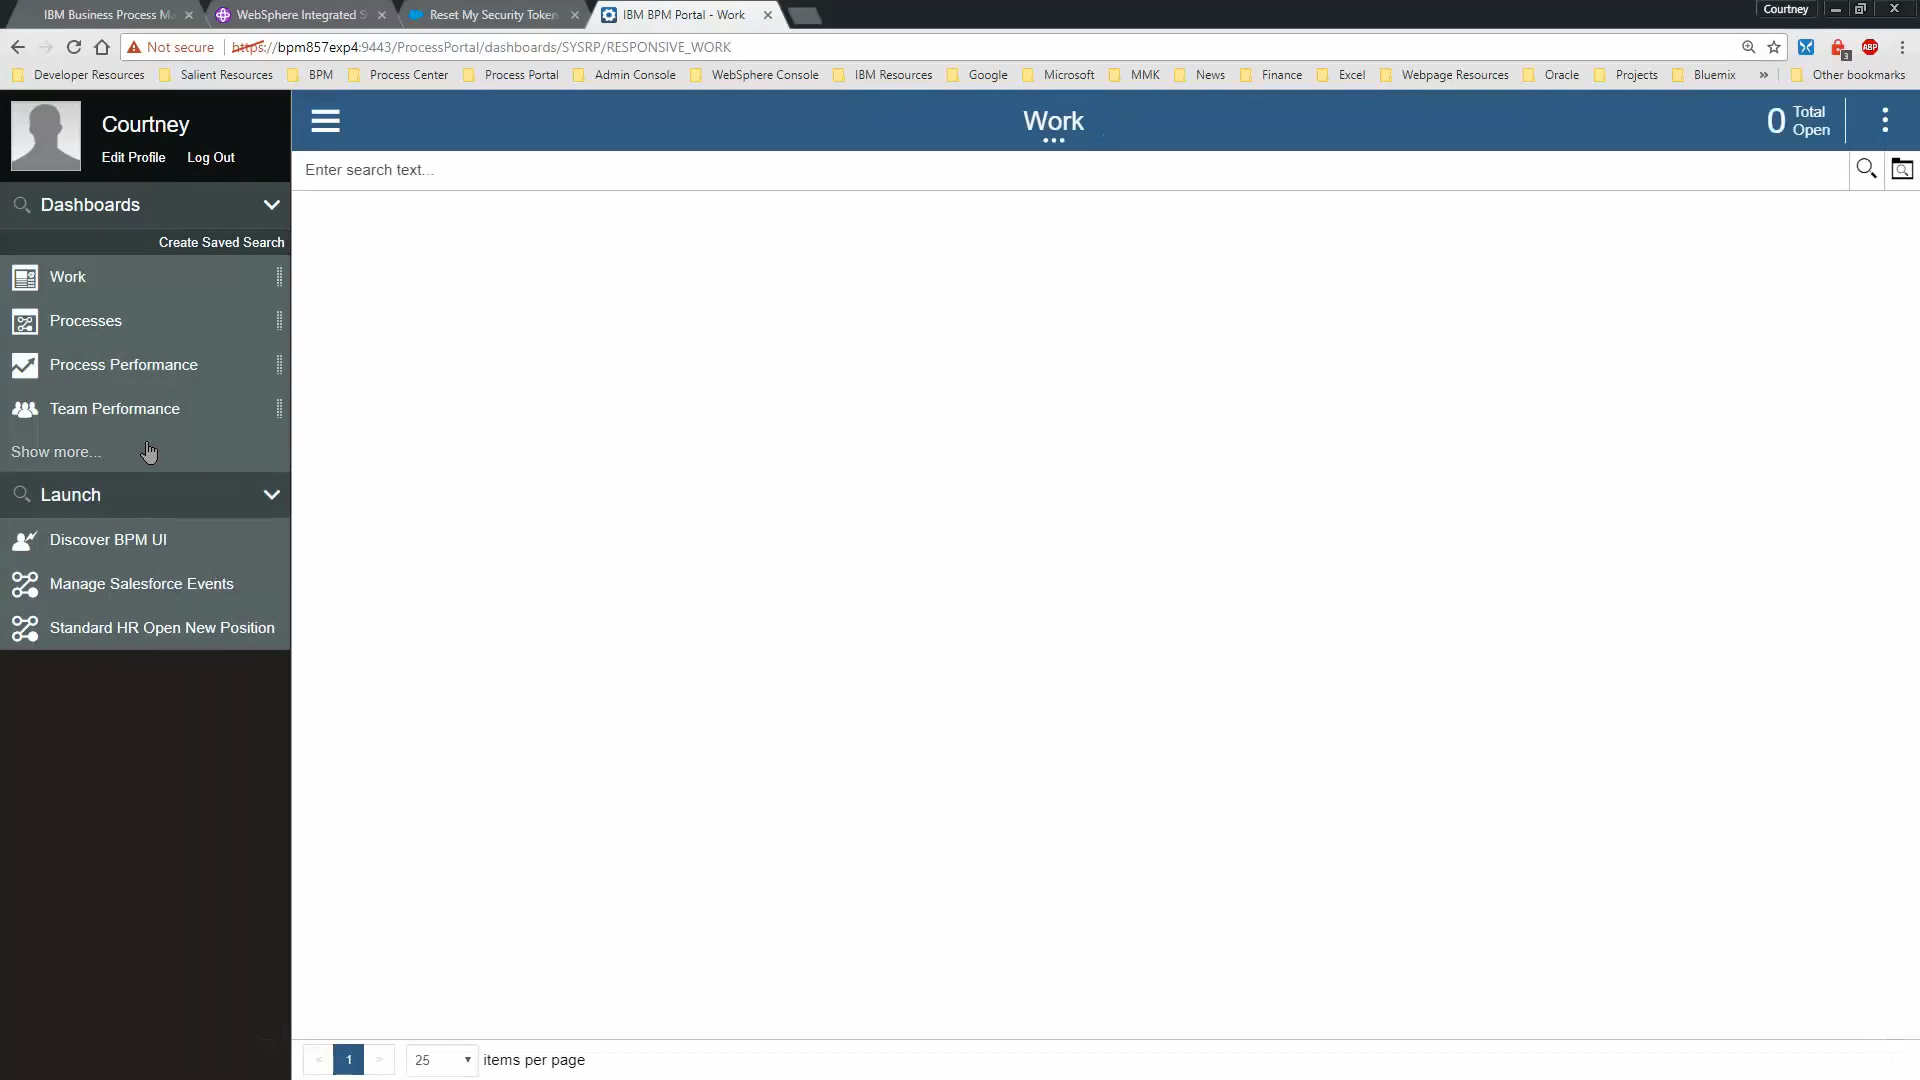 IBM Business Process Ma
WebSphere Integrated S
Reset My Security Token
IBM BPM Portal - Work
Courtney
Not secure
https://bpm857exp4:9443/ProcessPortal/dashboards/SYSRP/RESPONSIVE_WORK
ABP
3
Developer Resources
Salient Resources
BPM
Process Center
Process Portal
Admin Console
WebSphere Console
IBM Resources
Google
Microsoft
MMK
News
Finance
Excel
Webpage Resources
Oracle
Projects
Bluemix
»
Other bookmarks
Courtney
Edit Profile Log Out
Work
0 Total Open
Enter search text...
Dashboards
Create Saved Search
Work
Processes
Process Performance
Team Performance
Show more...
Launch
Discover BPM UI
Manage Salesforce Events
Standard HR Open New Position
< 1 > 25 items per page